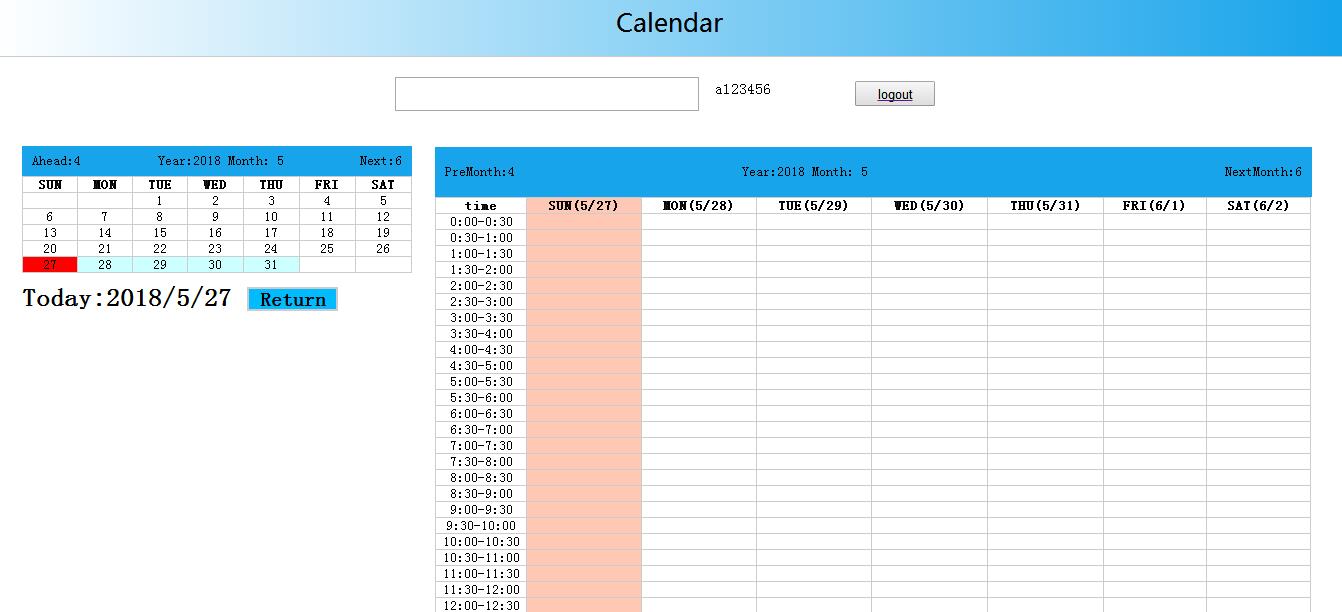 Calendar
a123456 logout
Ahead:4 Year:2018 Month: 5 Next:6
SUN MON TUE WED THU FRI SAT
1 2 3 4 5
6 7 8 9 10 11 12
13 14 15 16 17 18 19
20 21 22 23 24 25 26
27 28 29 30 31
Today:2018/5/27 Return
PreMonth:4 Year:2018 Month: 5 NextMonth:6
time SUN(5/27) MON(5/28) TUE(5/29) WED(5/30) THU(5/31) FRI(6/1) SAT(6/2)
0:00-0:30
0:30-1:00
1:00-1:30
1:30-2:00
2:00-2:30
2:30-3:00
3:00-3:30
3:30-4:00
4:00-4:30
4:30-5:00
5:00-5:30
5:30-6:00
6:00-6:30
6:30-7:00
7:00-7:30
7:30-8:00
8:00-8:30
8:30-9:00
9:00-9:30
9:30-10:00
10:00-10:30
10:30-11:00
11:00-11:30
11:30-12:00
12:00-12:30